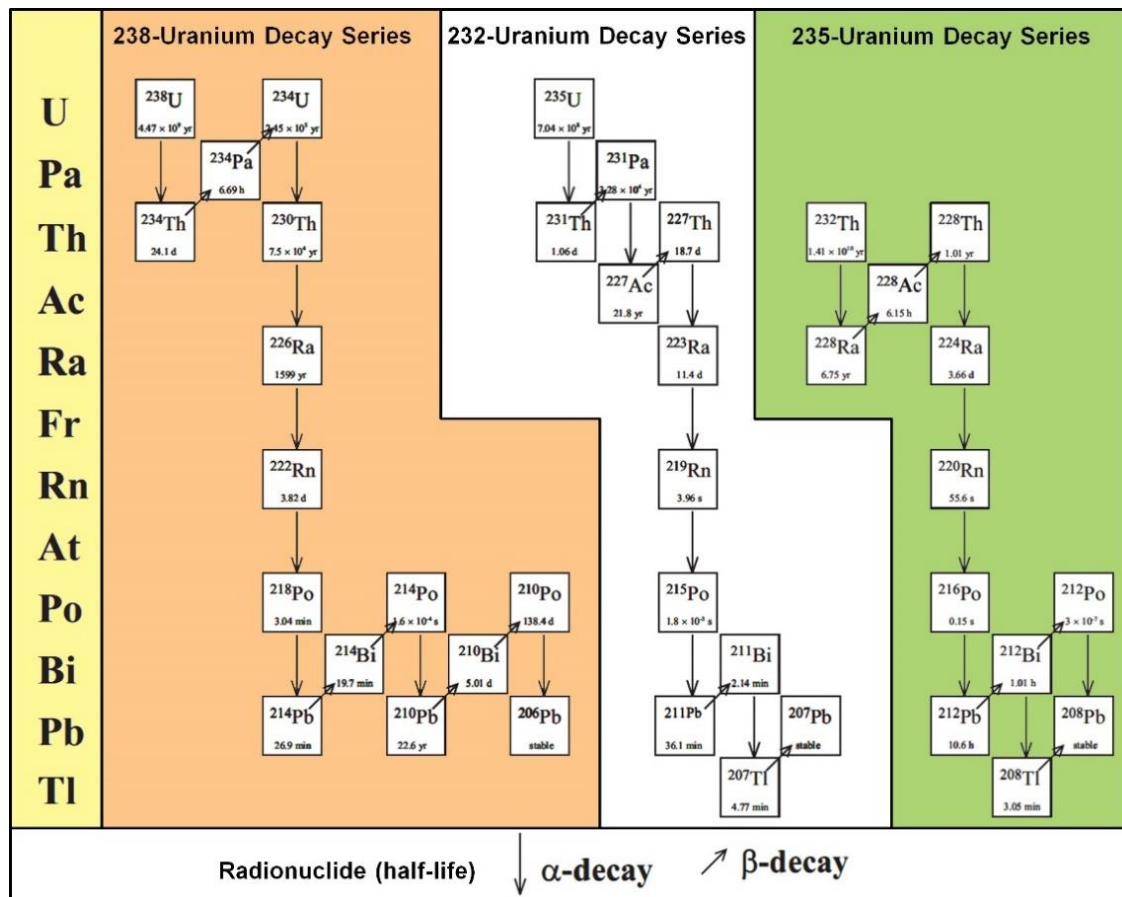 238-Uranium Decay Series
232-Uranium Decay Series
235-Uranium Decay Series
U
Pa
Th
Ac
Ra
Fr
Rn
At
Po
Bi
Pb
Tl
²³⁸U
4.47 × 10⁹ yr
²³⁴U
2.45 × 10⁵ yr
²³⁴Pa
6.69 h
²³⁴Th
24.1 d
²³⁰Th
7.5 × 10⁴ yr
²²⁶Ra
1599 yr
²²²Rn
3.82 d
²¹⁸Po
3.04 min
²¹⁴Po
1.6 × 10⁻⁴ s
²¹⁰Po
138.4 d
²¹⁴Bi
19.7 min
²¹⁰Bi
5.01 d
²¹⁴Pb
26.9 min
²¹⁰Pb
22.6 yr
²⁰⁶Pb
stable
²³⁵U
7.04 × 10⁸ yr
²³¹Pa
3.28 × 10⁴ yr
²³¹Th
1.06 d
²²⁷Th
18.7 d
²²⁷Ac
21.8 yr
²²³Ra
11.4 d
²¹⁹Rn
3.96 s
²¹⁵Po
1.8 × 10⁻³ s
²¹¹Bi
2.14 min
²¹¹Pb
36.1 min
²⁰⁷Pb
stable
²⁰⁷Tl
4.77 min
²³²Th
1.41 × 10¹⁰ yr
²²⁸Th
1.01 yr
²²⁸Ac
6.15 h
²²⁸Ra
6.75 yr
²²⁴Ra
3.66 d
²²⁰Rn
55.6 s
²¹⁶Po
0.15 s
²¹²Po
3 × 10⁻⁷ s
²¹²Bi
1.01 h
²¹²Pb
10.6 h
²⁰⁸Pb
stable
²⁰⁸Tl
3.05 min
Radionuclide (half-life)
α-decay
β-decay